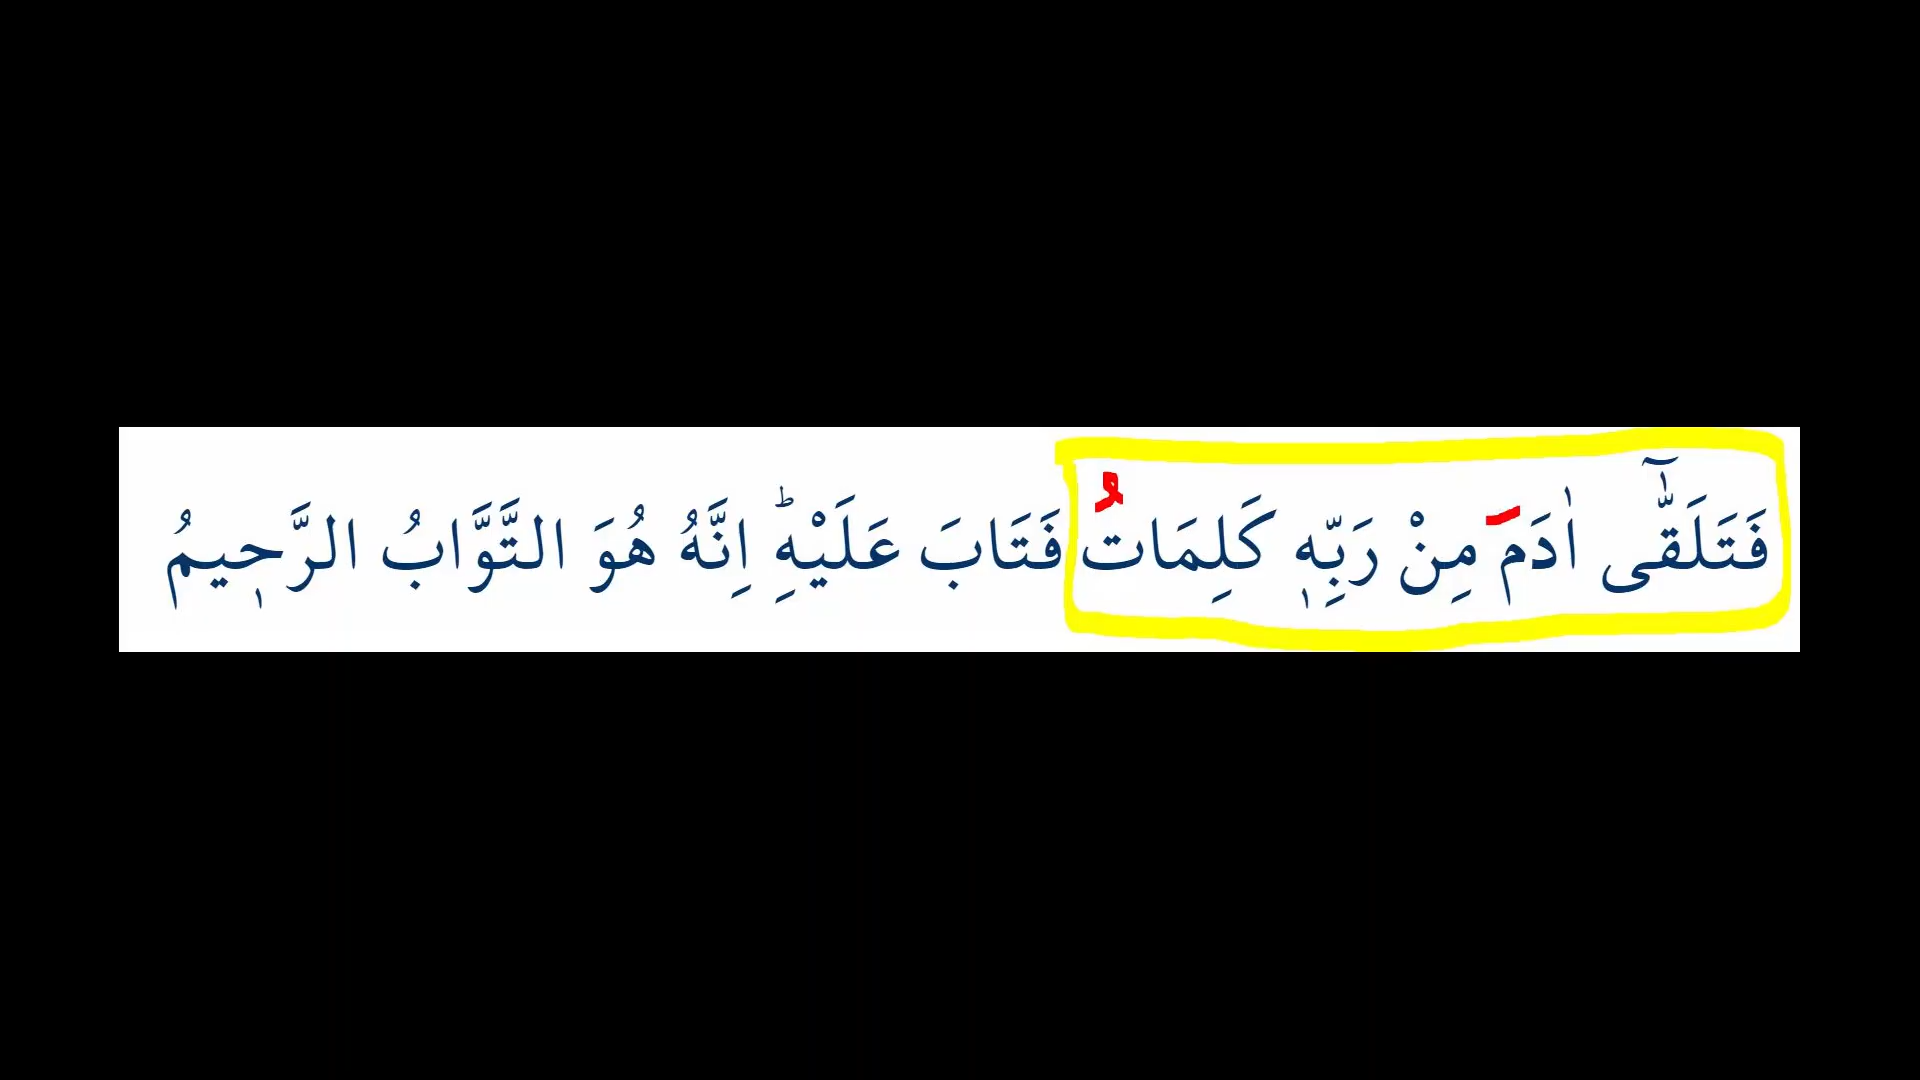 فَتَلَقّٰٓى اٰدَمَ مِنْ رَبِّهٖ كَلِمَاتٌ فَتَابَ عَلَيْهِؕ اِنَّهُ هُوَ التَّوَّابُ الرَّحٖيمُ